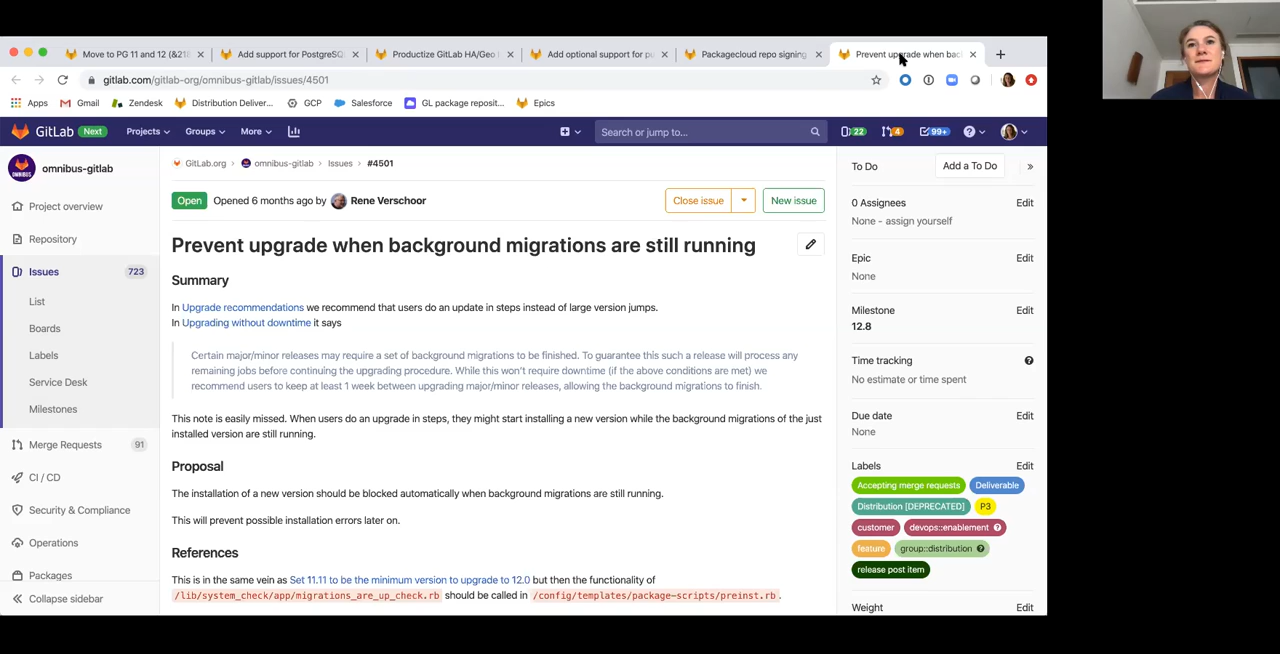 Move to PG 11 and 12 (&218
Add support for PostgreSQL
Productize GitLab HA/Geo
Add optional support for pu
Packagecloud repo signing
Prevent upgrade when bac
gitlab.com/gitlab-org/omnibus-gitlab/issues/4501
Apps
Gmail
Zendesk
Distribution Deliver...
GCP
Salesforce
GL package reposit...
Epics
GitLab
Next
Projects
Groups
More
Search or jump to...
22
4
99+
omnibus-gitlab
Project overview
Repository
Issues
723
List
Boards
Labels
Service Desk
Milestones
Merge Requests
91
CI / CD
Security & Compliance
Operations
Packages
Collapse sidebar
GitLab.org > omnibus-gitlab > Issues > #4501
Open
Opened 6 months ago by Rene Verschoor
Close issue
New issue
Prevent upgrade when background migrations are still running
Summary
In Upgrade recommendations we recommend that users do an update in steps instead of large version jumps.
In Upgrading without downtime it says
Certain major/minor releases may require a set of background migrations to be finished. To guarantee this such a release will process any
remaining jobs before continuing the upgrading procedure. While this won't require downtime (if the above conditions are met) we
recommend users to keep at least 1 week between upgrading major/minor releases, allowing the background migrations to finish.
This note is easily missed. When users do an upgrade in steps, they might start installing a new version while the background migrations of the just
installed version are still running.
Proposal
The installation of a new version should be blocked automatically when background migrations are still running.
This will prevent possible installation errors later on.
References
This is in the same vein as Set 11.11 to be the minimum version to upgrade to 12.0 but then the functionality of
/lib/system_check/app/migrations_are_up_check.rb should be called in /config/templates/package-scripts/preinst.rb.
To Do
Add a To Do
0 Assignees
Edit
None - assign yourself
Epic
Edit
None
Milestone
Edit
12.8
Time tracking
No estimate or time spent
Due date
Edit
None
Labels
Edit
Accepting merge requests
Deliverable
Distribution [DEPRECATED]
P3
customer
devops::enablement
feature
group::distribution
release post item
Weight
Edit